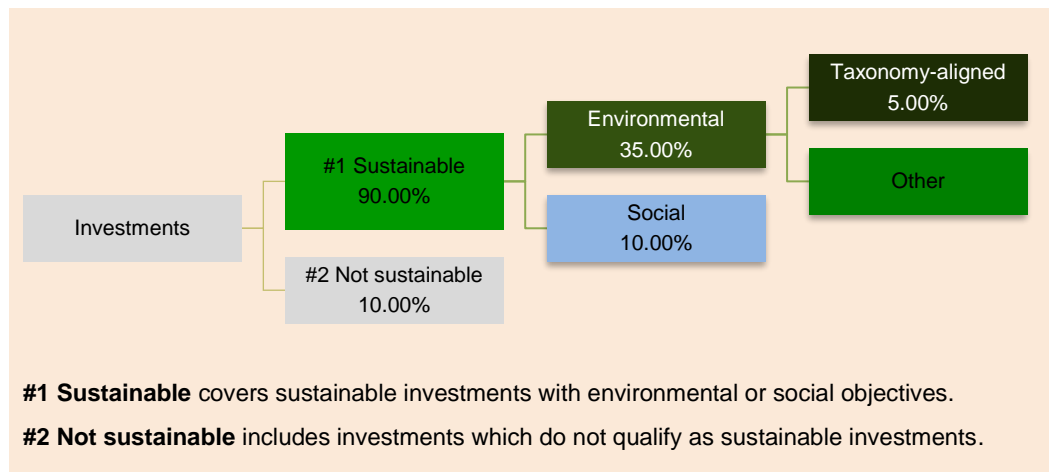 Taxonomy-aligned
5.00%
Environmental
35.00%
#1 Sustainable
90.00%
Other
Social
10.00%
Investments
#2 Not sustainable
10.00%
#1 Sustainable covers sustainable investments with environmental or social objectives.
#2 Not sustainable includes investments which do not qualify as sustainable investments.